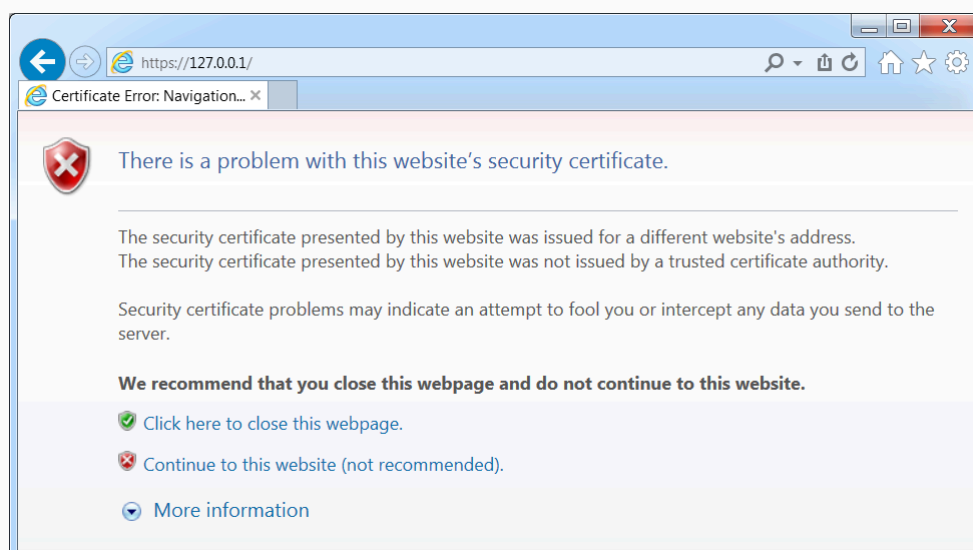 https://127.0.0.1/
Certificate Error: Navigation...
There is a problem with this website's security certificate.
The security certificate presented by this website was issued for a different website's address.
The security certificate presented by this website was not issued by a trusted certificate authority.
Security certificate problems may indicate an attempt to fool you or intercept any data you send to the
server.
We recommend that you close this webpage and do not continue to this website.
Click here to close this webpage.
Continue to this website (not recommended).
More information